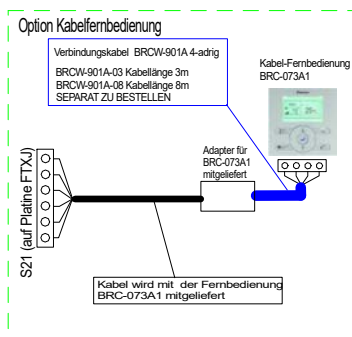 Option Kabelfernbedienung
Verbindungskabel BRCW-901A 4-adrig
BRCW-901A-03 Kabellänge 3m
BRCW-901A-08 Kabellänge 8m
SEPARAT ZU BESTELLEN
Kabel-Fernbedienung
BRC-073A1
Adapter für
BRC-073A1
mitgeliefert
S21 (auf Platine FTXJ)
Kabel wird mit der Fernbedienung
BRC-073A1 mitgeliefert